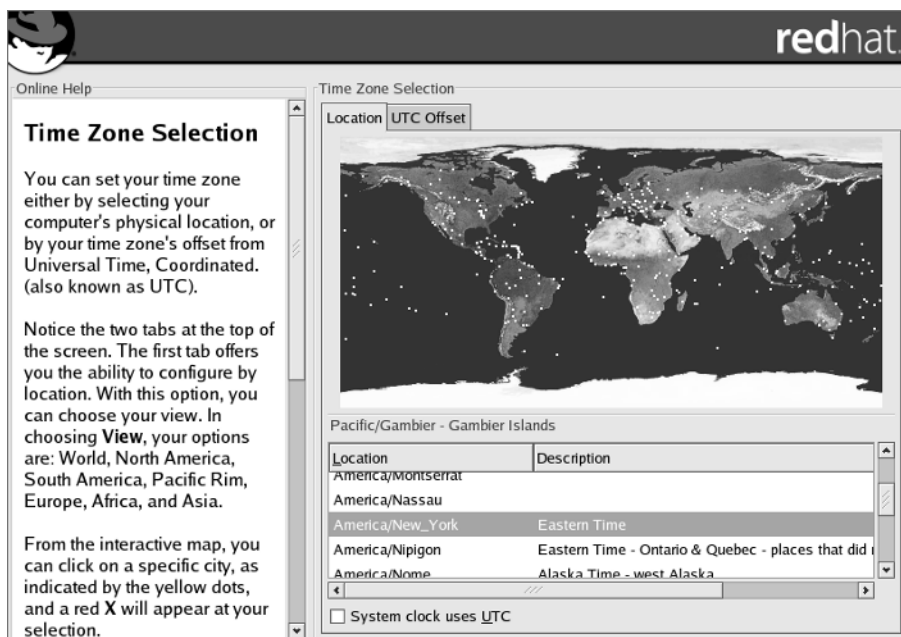 redhat.
Online Help
Time Zone Selection
You can set your time zone
either by selecting your
computer's physical location, or
by your time zone's offset from
Universal Time, Coordinated.
(also known as UTC).
Notice the two tabs at the top of
the screen. The first tab offers
you the ability to configure by
location. With this option, you
can choose your view. In
choosing View, your options
are: World, North America,
South America, Pacific Rim,
Europe, Africa, and Asia.
From the interactive map, you
can click on a specific city, as
indicated by the yellow dots,
and a red X will appear at your
selection.
Time Zone Selection
Location UTC Offset
Pacific/Gambier - Gambier Islands
Location Description
America/Montserrat
America/Nassau
America/New_York Eastern Time
America/Nipigon Eastern Time - Ontario & Quebec - places that did
America/Nome Alaska Time - west Alaska
System clock uses UTC